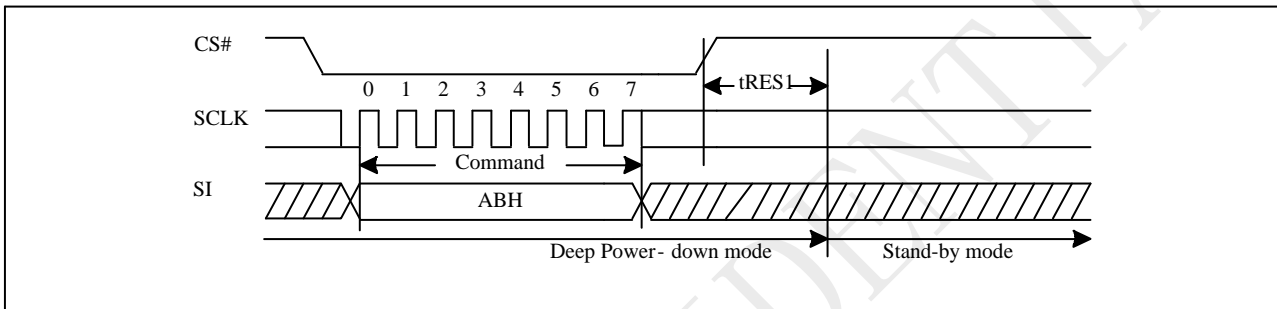 CS#
tRES1
0 1 2 3 4 5 6 7
SCLK
Command
SI
ABH
Deep Power- down mode
Stand-by mode